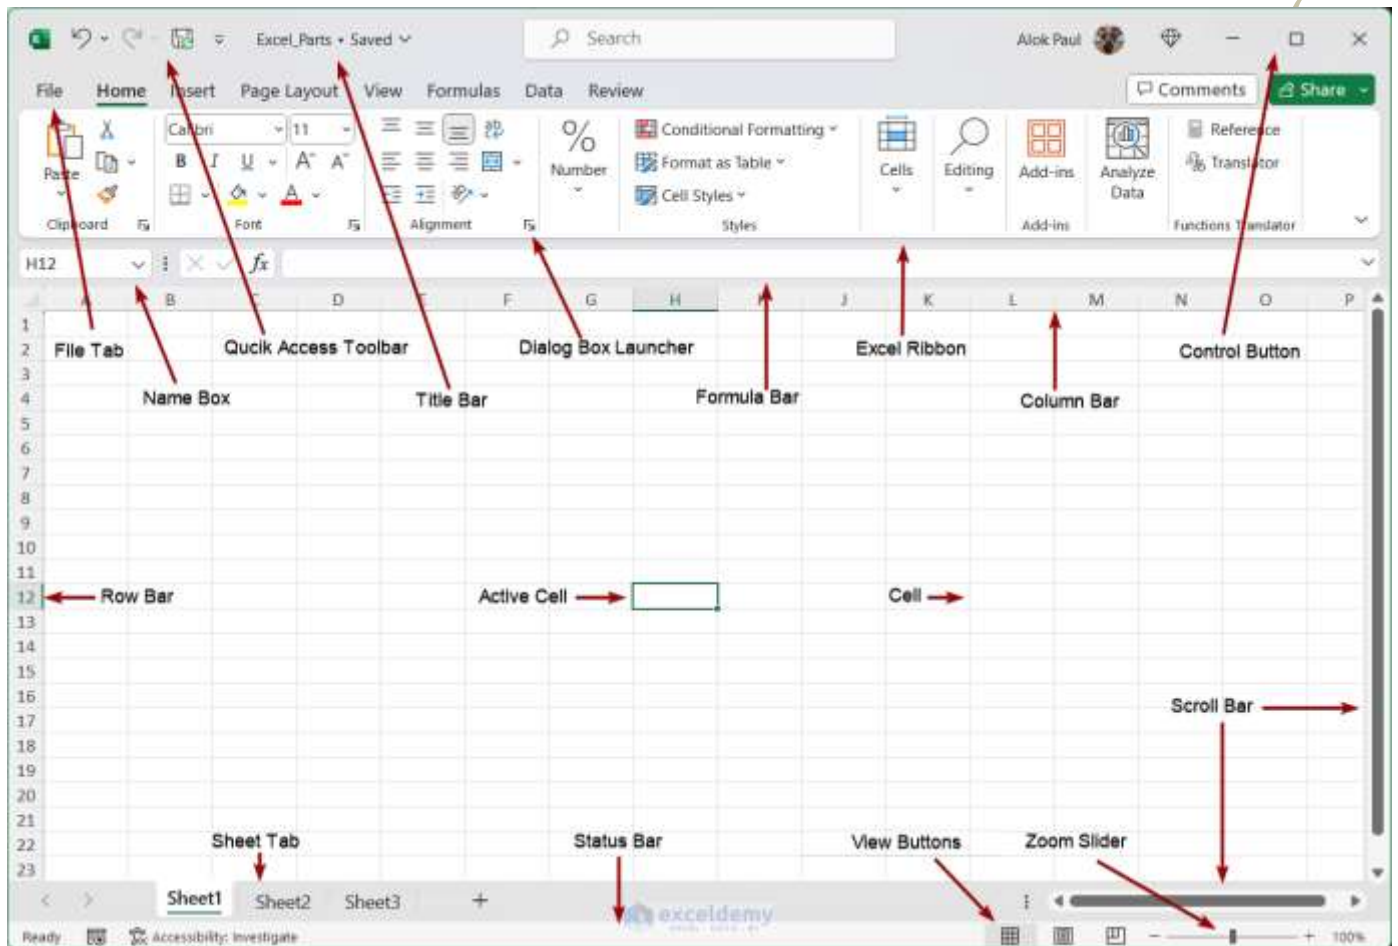 Excel_Parts • Saved
Search
Alok Paul
File Home Insert Page Layout View Formulas Data Review
Comments Share
Calibri 11
Conditional Formatting
Reference
Paste
B I U A A
Number
Format as Table
Cells Editing Add-ins Analyze Data
Translator
A
Cell Styles
Clipboard Font Alignment Styles Add-ins Functions Translator
H12 fx
A B C D F G H J K L M N O P
1
2 File Tab Qucik Access Toolbar Dialog Box Launcher Excel Ribbon Control Button
3
4 Name Box Title Bar Formula Bar Column Bar
5
6
7
8
9
10
11
12 Row Bar Active Cell Cell
13
14
15
16
Scroll Bar
17
18
19
20
21
22 Sheet Tab Status Bar View Buttons Zoom Slider
23
Sheet1 Sheet2 Sheet3 +
exceldemy
Ready Accessibility: Investigate 100%